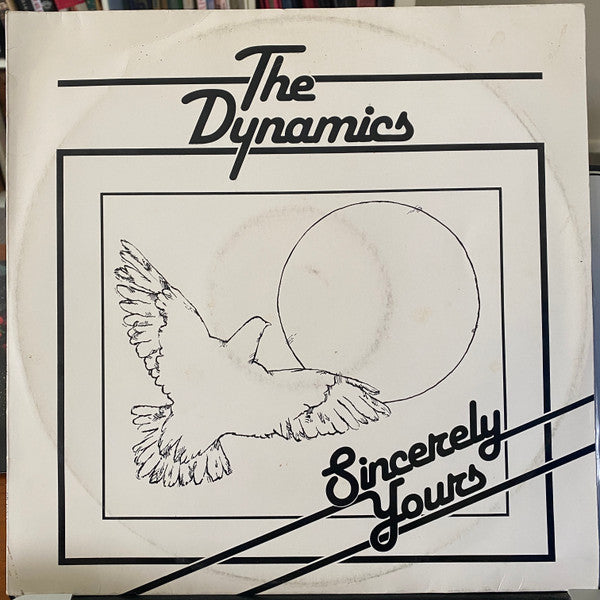 The
Dynamics
Sincerely
Yours